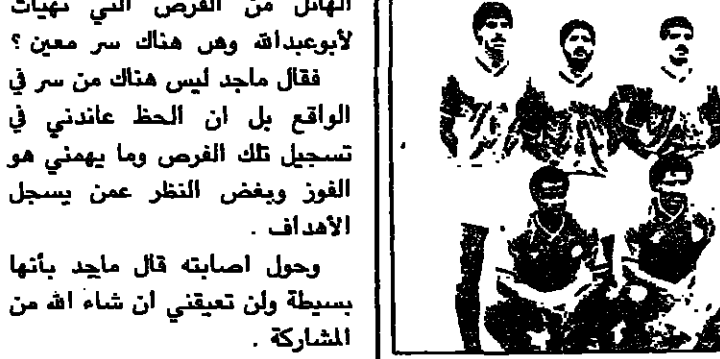 الهائل من الفرص التي تهيأت
لأبوعبدالله وهى هناك سر معين ؟
فقال ماجد ليس هناك من سر في
الواقع بل ان الحظ عاندني في
تسجيل تلك الفرص وما يهمني هو
الفوز وبغض النظر عمن يسجل
الأهداف .
وحول اصابته قال ماجد بأنها
بسيطة ولن تعيقني ان شاء الله من
المشاركة .